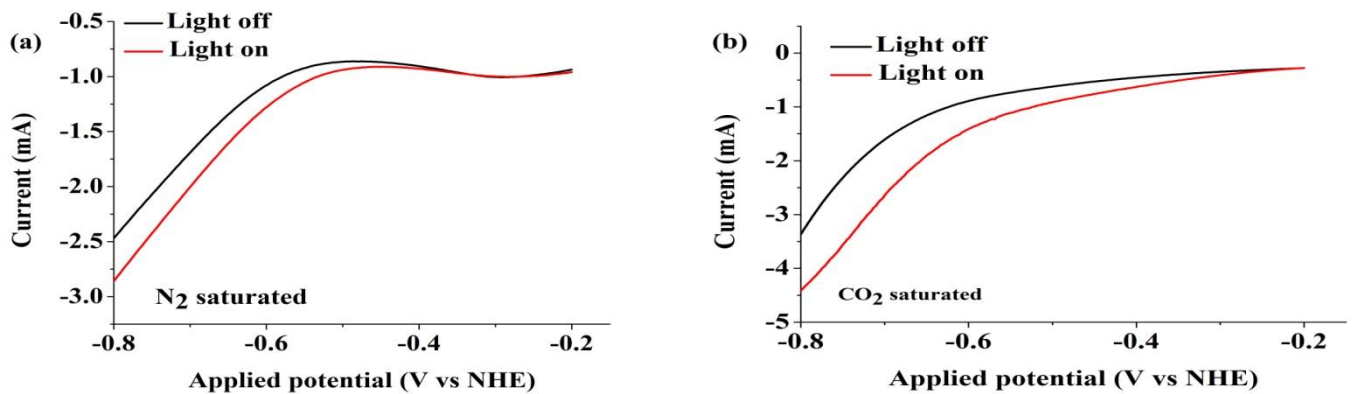 (a)
Light off
Light on
-0.5
-1.0
-1.5
-2.0
-2.5
-3.0
Current (mA)
N2 saturated
-0.8
-0.6
-0.4
-0.2
Applied potential (V vs NHE)
(b)
Light off
Light on
0
-1
-2
-3
-4
-5
Current (mA)
CO2 saturated
-0.8
-0.6
-0.4
-0.2
Applied potential (V vs NHE)